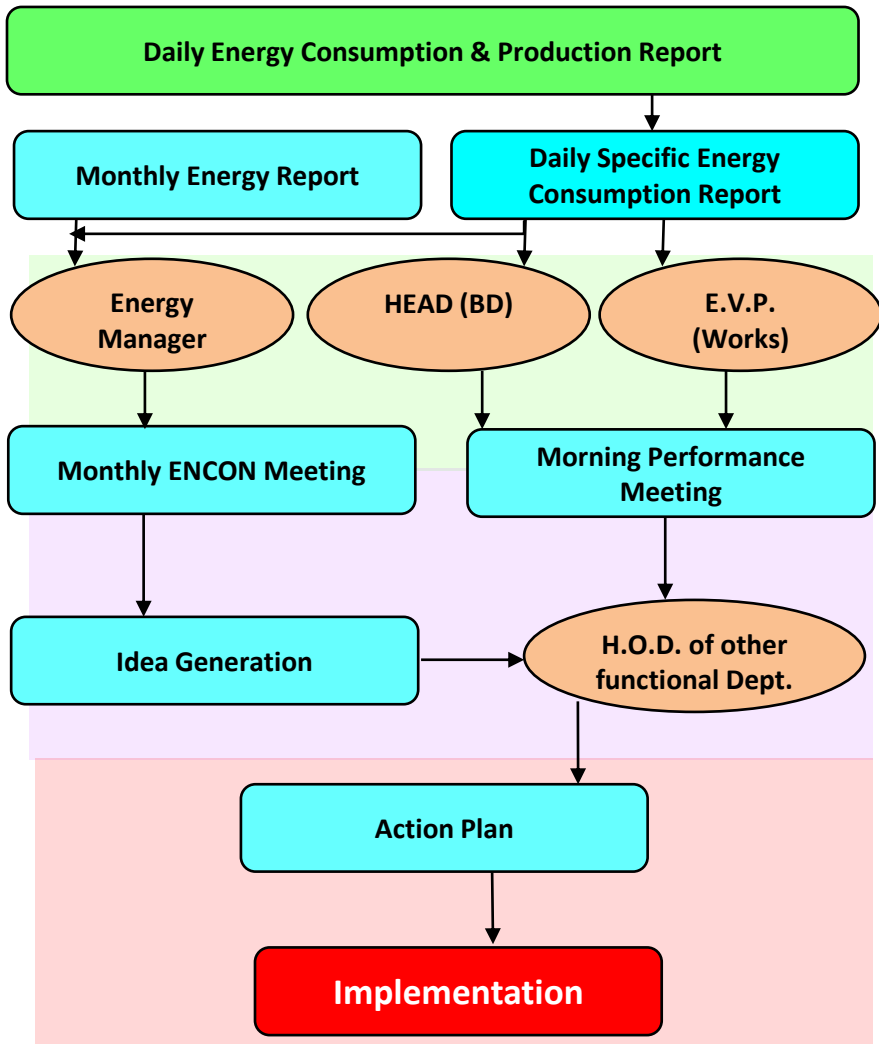 Daily Energy Consumption & Production Report
Monthly Energy Report
Daily Specific Energy
Consumption Report
Energy
Manager
HEAD (BD)
E.V.P.
(Works)
Monthly ENCON Meeting
Morning Performance
Meeting
Idea Generation
H.O.D. of other
functional Dept.
Action Plan
Implementation